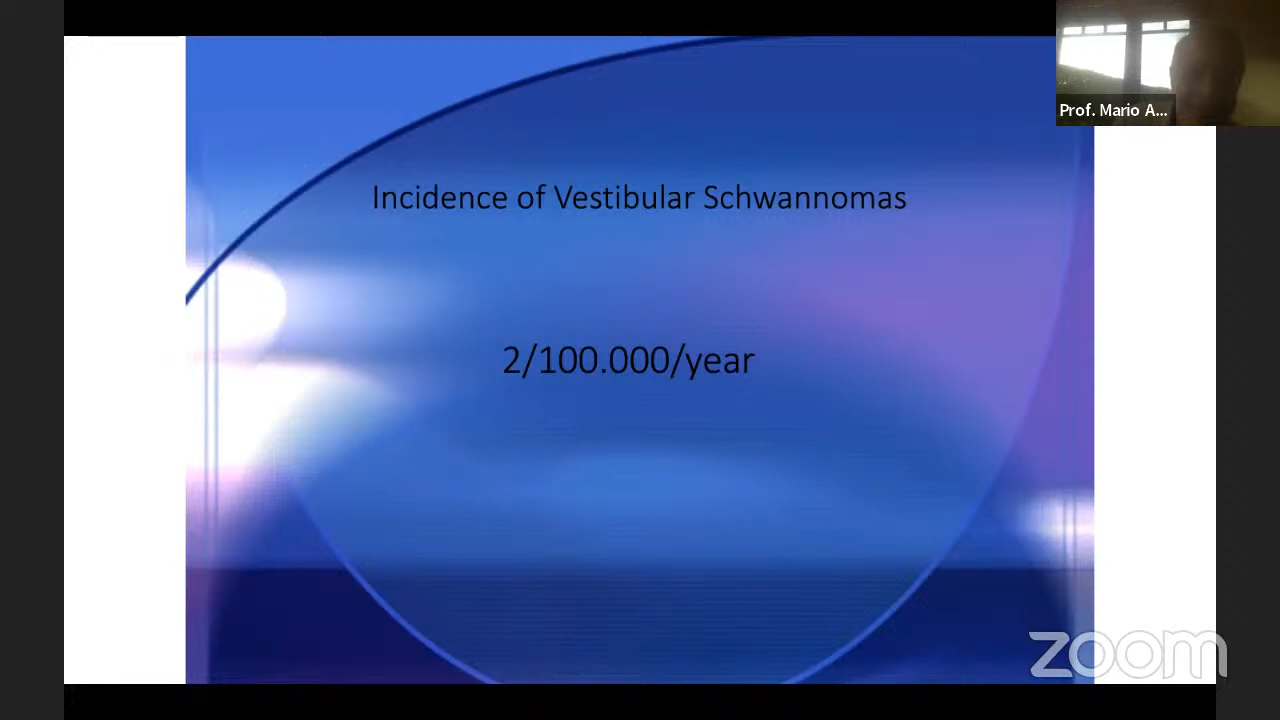 Prof. Mario A...
Incidence of Vestibular Schwannomas
2/100.000/year
zoom